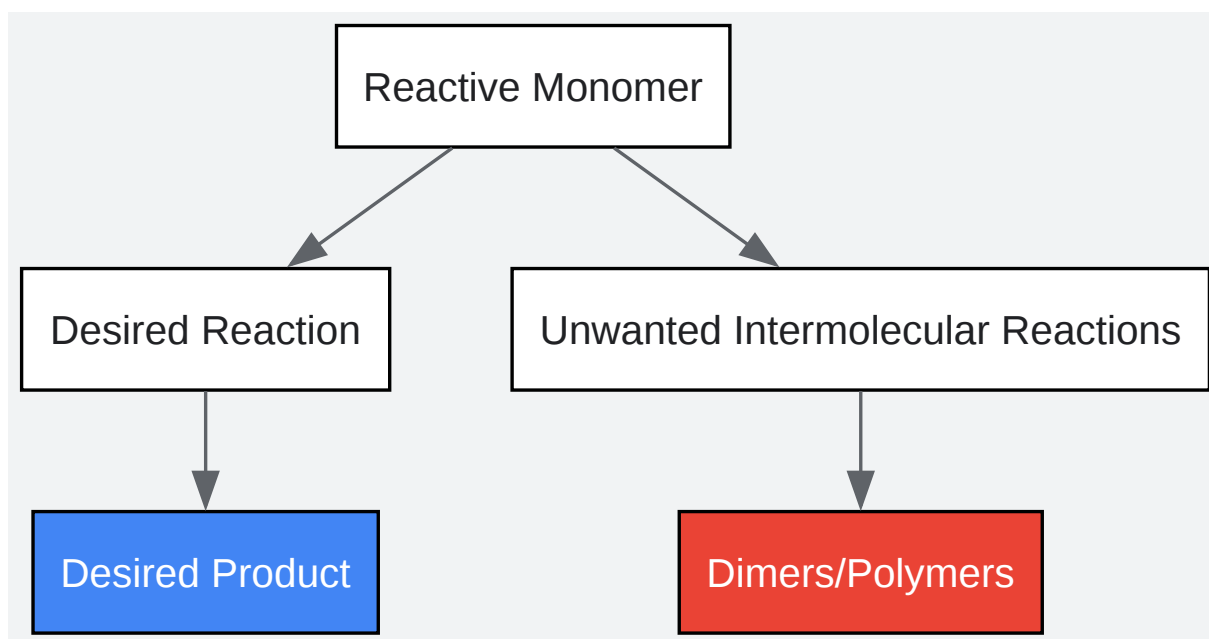 Reactive Monomer
Desired Reaction
Unwanted Intermolecular Reactions
Desired Product
Dimers/Polymers